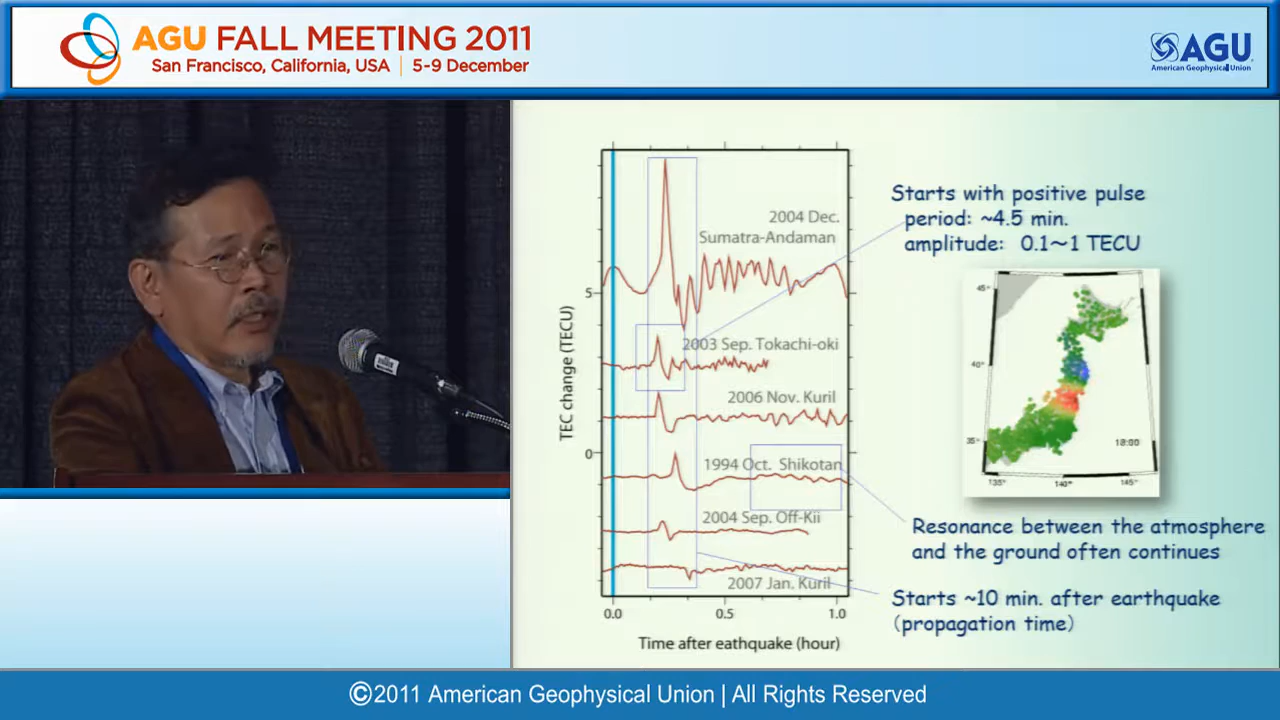 AGU FALL MEETING 2011
San Francisco, California, USA | 5-9 December
AGU
American Geophysical Union
Starts with positive pulse
period: ~4.5 min.
amplitude: 0.1～1 TECU
2004 Dec.
Sumatra-Andaman
5
2003 Sep. Tokachi-oki
2006 Nov. Kuril
TEC change (TECU)
0
1994 Oct. Shikotan
2004 Sep. Off-Kii
2007 Jan. Kuril
0.0 0.5 1.0
Time after eathquake (hour)
45°
40°
35°
18:00
135° 140° 145°
Resonance between the atmosphere
and the ground often continues
Starts ~10 min. after earthquake
(propagation time)
©2011 American Geophysical Union | All Rights Reserved